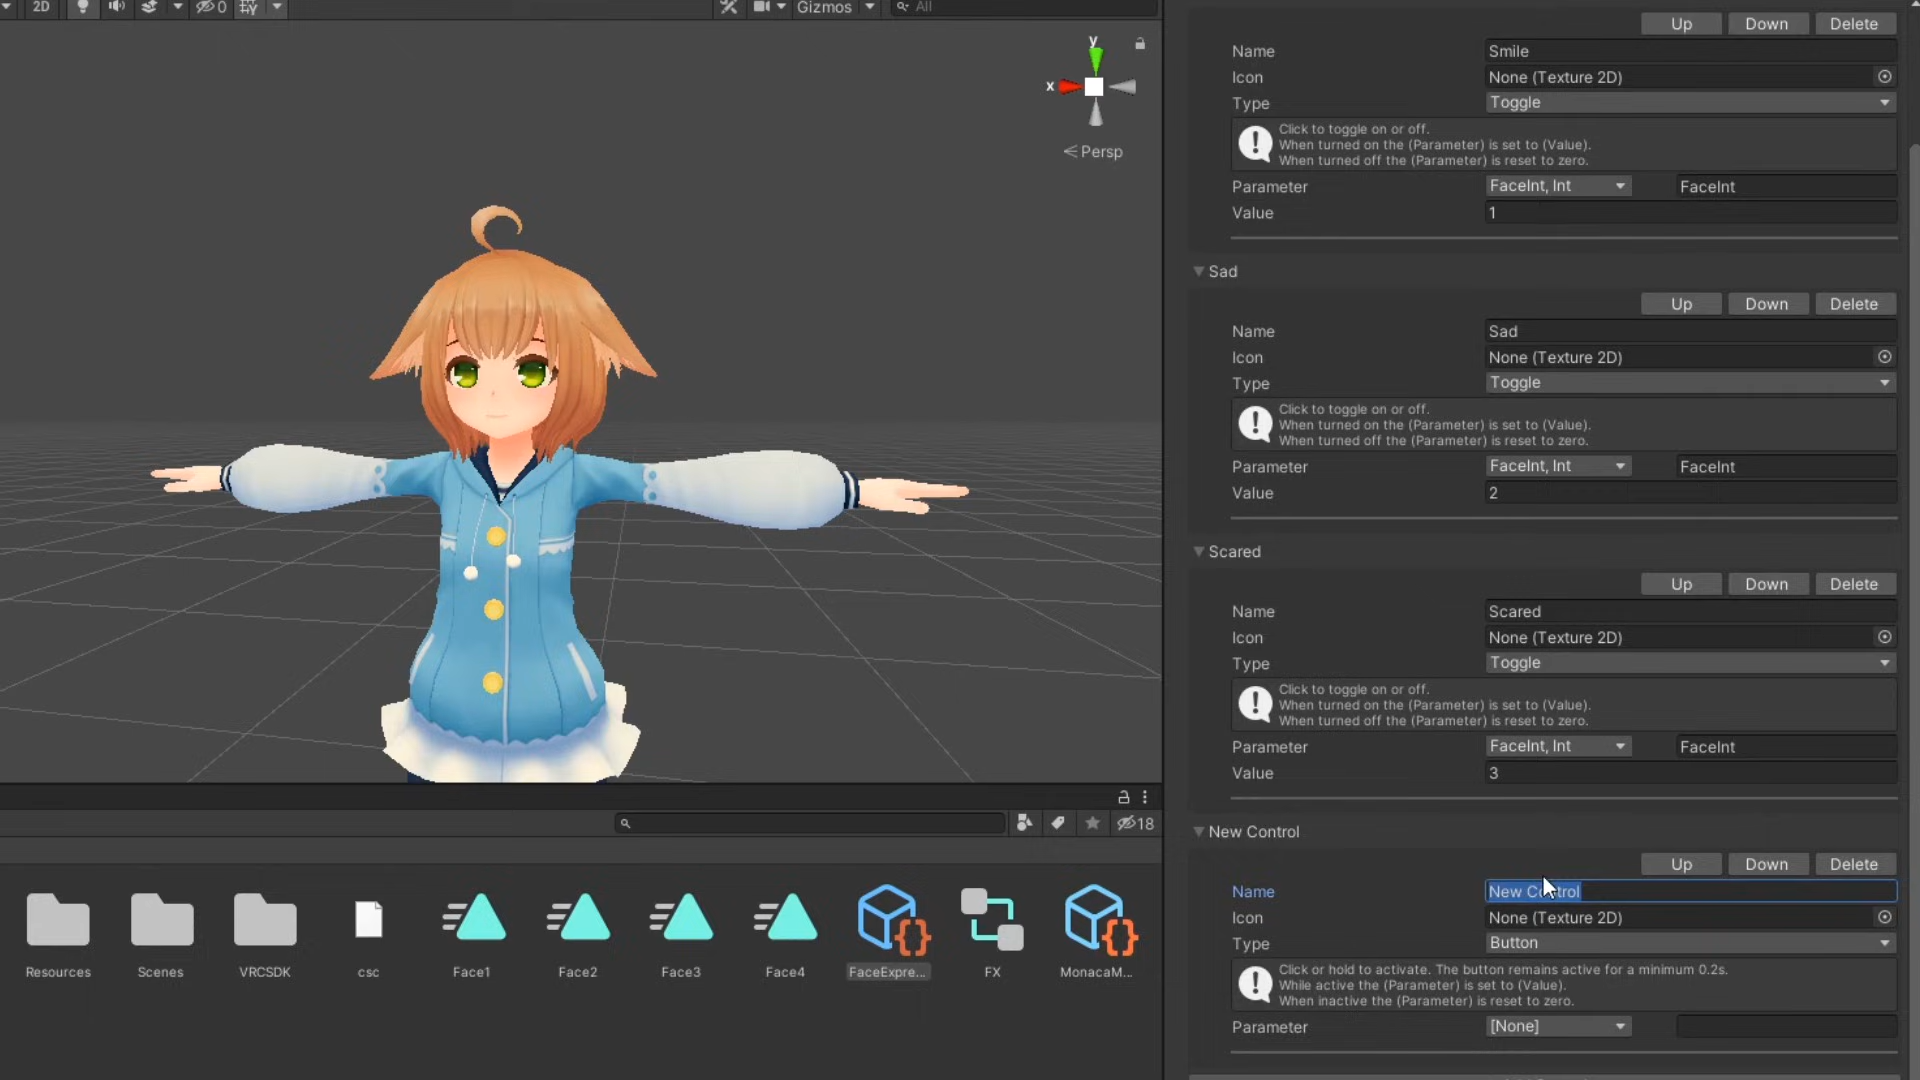 2D
0
Gizmos
All
y
x
Persp
Up
Down
Delete
Name
Smile
Icon
None (Texture 2D)
Type
Toggle
Click to toggle on or off.
When turned on the (Parameter) is set to (Value).
When turned off the (Parameter) is reset to zero.
Parameter
FaceInt, Int
FaceInt
Value
1
Sad
Up
Down
Delete
Name
Sad
Icon
None (Texture 2D)
Type
Toggle
Click to toggle on or off.
When turned on the (Parameter) is set to (Value).
When turned off the (Parameter) is reset to zero.
Parameter
FaceInt, Int
FaceInt
Value
2
Scared
Up
Down
Delete
Name
Scared
Icon
None (Texture 2D)
Type
Toggle
Click to toggle on or off.
When turned on the (Parameter) is set to (Value).
When turned off the (Parameter) is reset to zero.
Parameter
FaceInt, Int
FaceInt
Value
3
New Control
Up
Down
Delete
Name
New Control
Icon
None (Texture 2D)
Type
Button
Click or hold to activate. The button remains active for a minimum 0.2s.
While active the (Parameter) is set to (Value).
When inactive the (Parameter) is reset to zero.
Parameter
[None]
18
Resources
Scenes
VRCSDK
csc
Face1
Face2
Face3
Face4
FaceExpre...
FX
MonacaM...